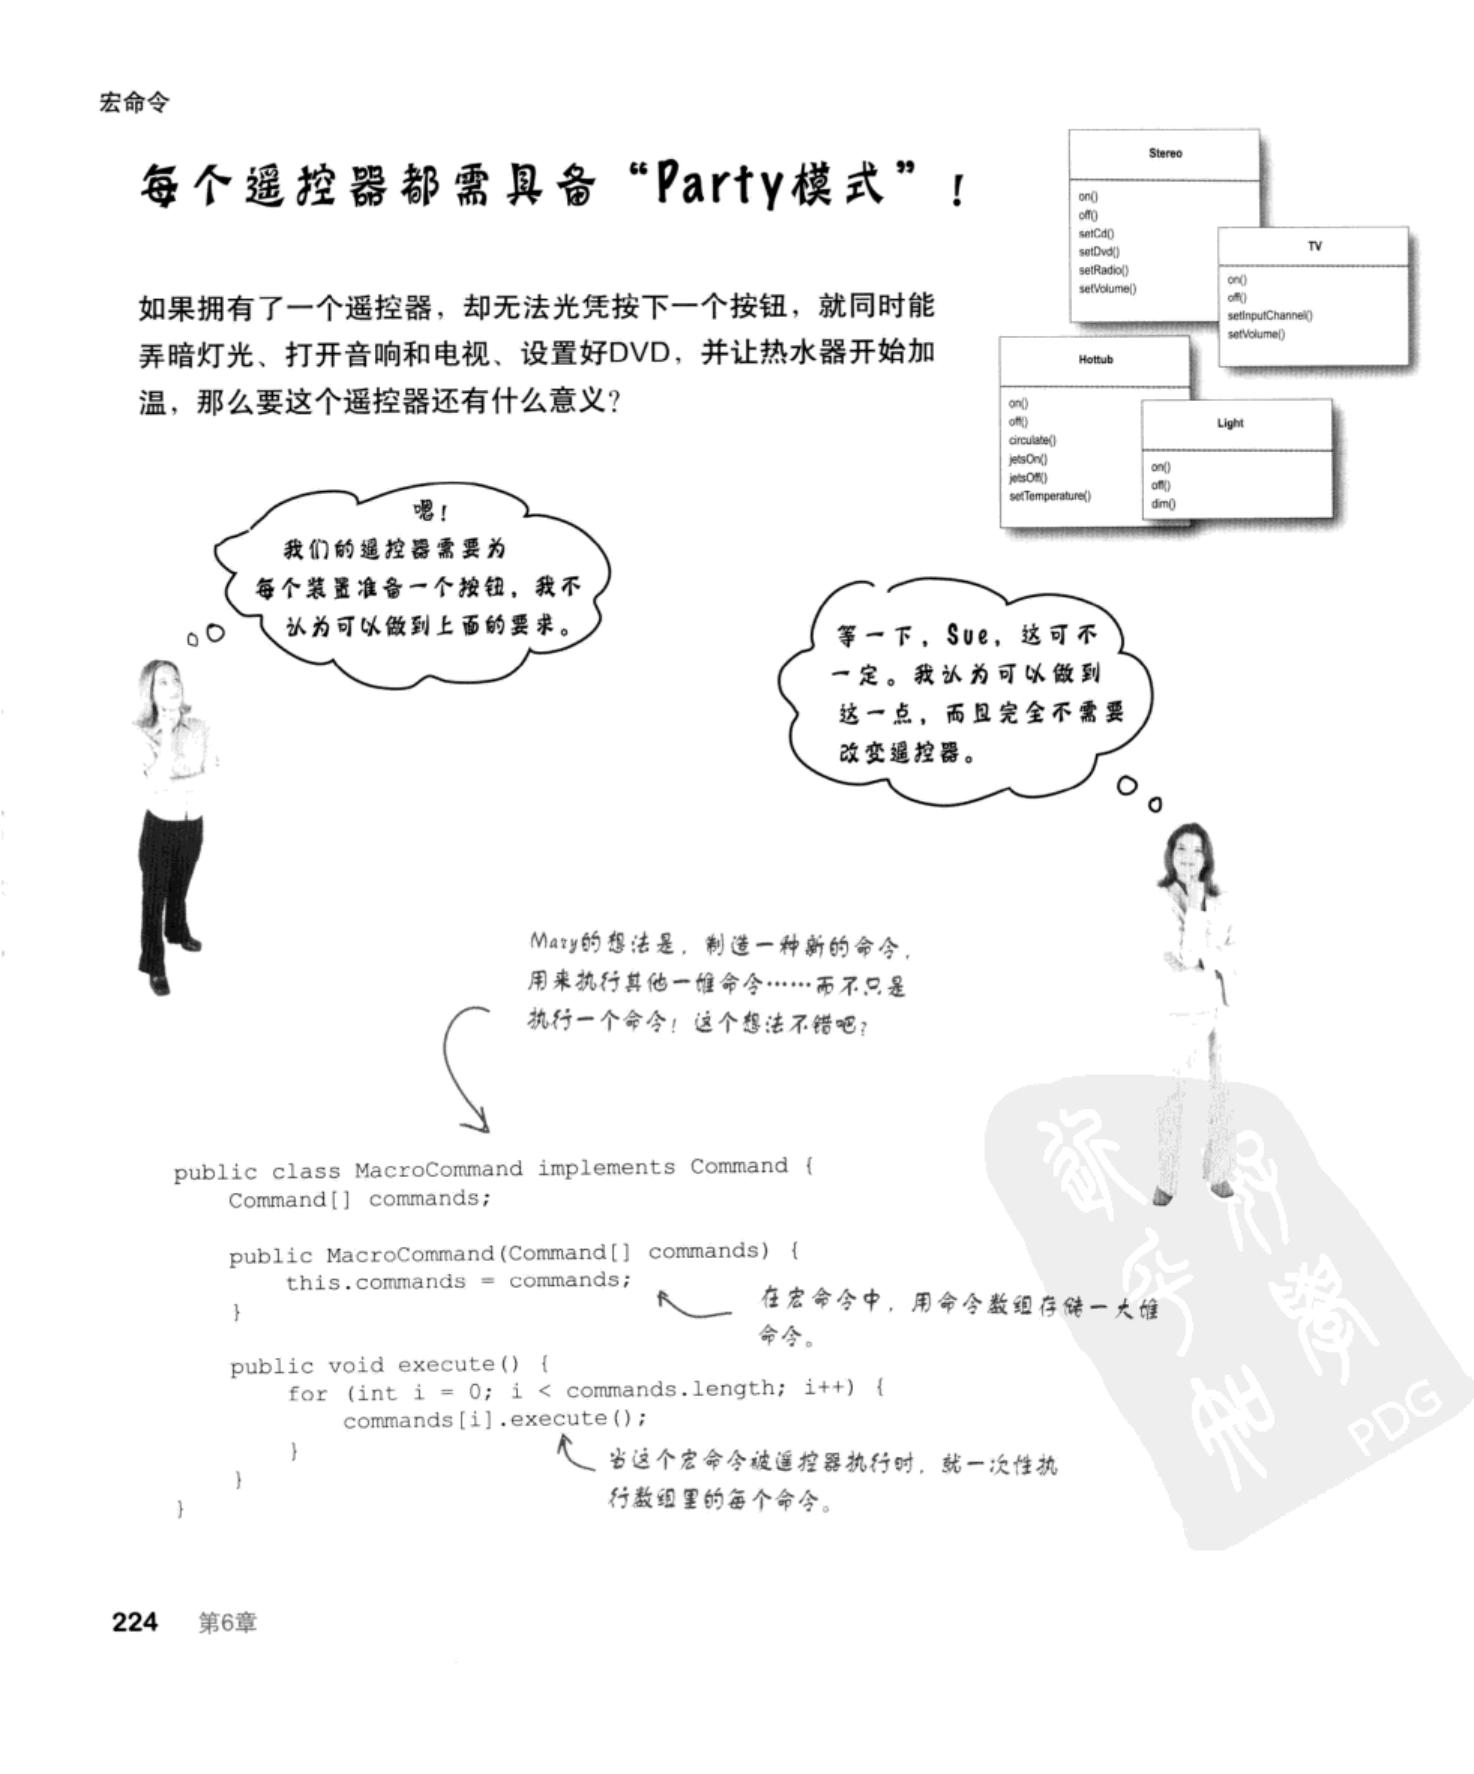 宏命令
每个遥控器都需具备“Party模式”！
如果拥有了一个遥控器，却无法光凭按下一个按钮，就同时能
弄暗灯光、打开音响和电视、设置好DVD，并让热水器开始加
温，那么要这个遥控器还有什么意义？
Stereo
on()
off()
setCd()
setDvd()
setRadio()
setVolume()
TV
on()
off()
setInputChannel()
setVolume()
Hottub
on()
off()
circulate()
jetsOn()
jetsOff()
setTemperature()
Light
on()
off()
dim()
嗯！
我们的遥控器需要为
每个装置准备一个按钮，我不
认为可以做到上面的要求。
等一下，Sue，这可不
一定。我认为可以做到
这一点，而且完全不需要
改变遥控器。
Mary的想法是，制造一种新的命令，
用来执行其他一堆命令……而不只是
执行一个命令！这个想法不错吧？
public class MacroCommand implements Command {
    Command[] commands;
    public MacroCommand(Command[] commands) {
        this.commands = commands;
    }
在宏命令中，用命令数组存储一大堆
命令。
    public void execute() {
        for (int i = 0; i < commands.length; i++) {
            commands[i].execute();
        }
    }
}
当这个宏命令被遥控器执行时，就一次性执
行数组里的每个命令。
PDG
224 第6章